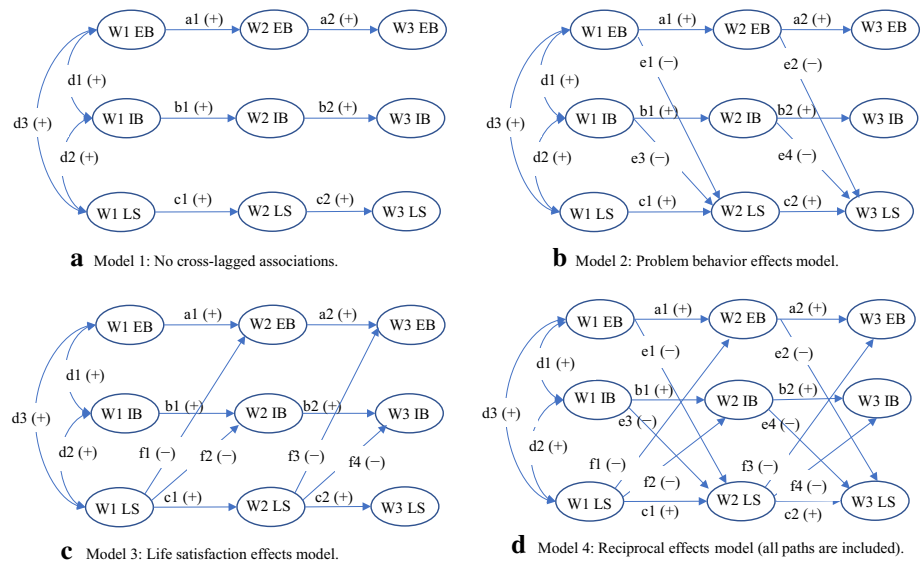 W1 EB a1 (+) W2 EB a2 (+) W3 EB
d1 (+)
d3 (+)
W1 IB b1 (+) W2 IB b2 (+) W3 IB
d2 (+)
W1 LS c1 (+) W2 LS c2 (+) W3 LS
a Model 1: No cross-lagged associations.
W1 EB a1 (+) W2 EB a2 (+) W3 EB
e1 (−) e2 (−)
d1 (+)
d3 (+)
W1 IB b1 (+) W2 IB b2 (+) W3 IB
d2 (+) e3 (−) e4 (−)
W1 LS c1 (+) W2 LS c2 (+) W3 LS
b Model 2: Problem behavior effects model.
W1 EB a1 (+) W2 EB a2 (+) W3 EB
d1 (+)
d3 (+)
W1 IB b1 (+) W2 IB b2 (+) W3 IB
d2 (+) f1 (−) f2 (−) f3 (−) f4 (−)
W1 LS c1 (+) W2 LS c2 (+) W3 LS
c Model 3: Life satisfaction effects model.
W1 EB a1 (+) W2 EB a2 (+) W3 EB
e1 (−) e2 (−)
d1 (+)
d3 (+)
W1 IB b1 (+) W2 IB b2 (+) W3 IB
e3 (−) e4 (−)
d2 (+)
f1 (−) f2 (−) f3 (−) f4 (−)
W1 LS c1 (+) W2 LS c2 (+) W3 LS
d Model 4: Reciprocal effects model (all paths are included).